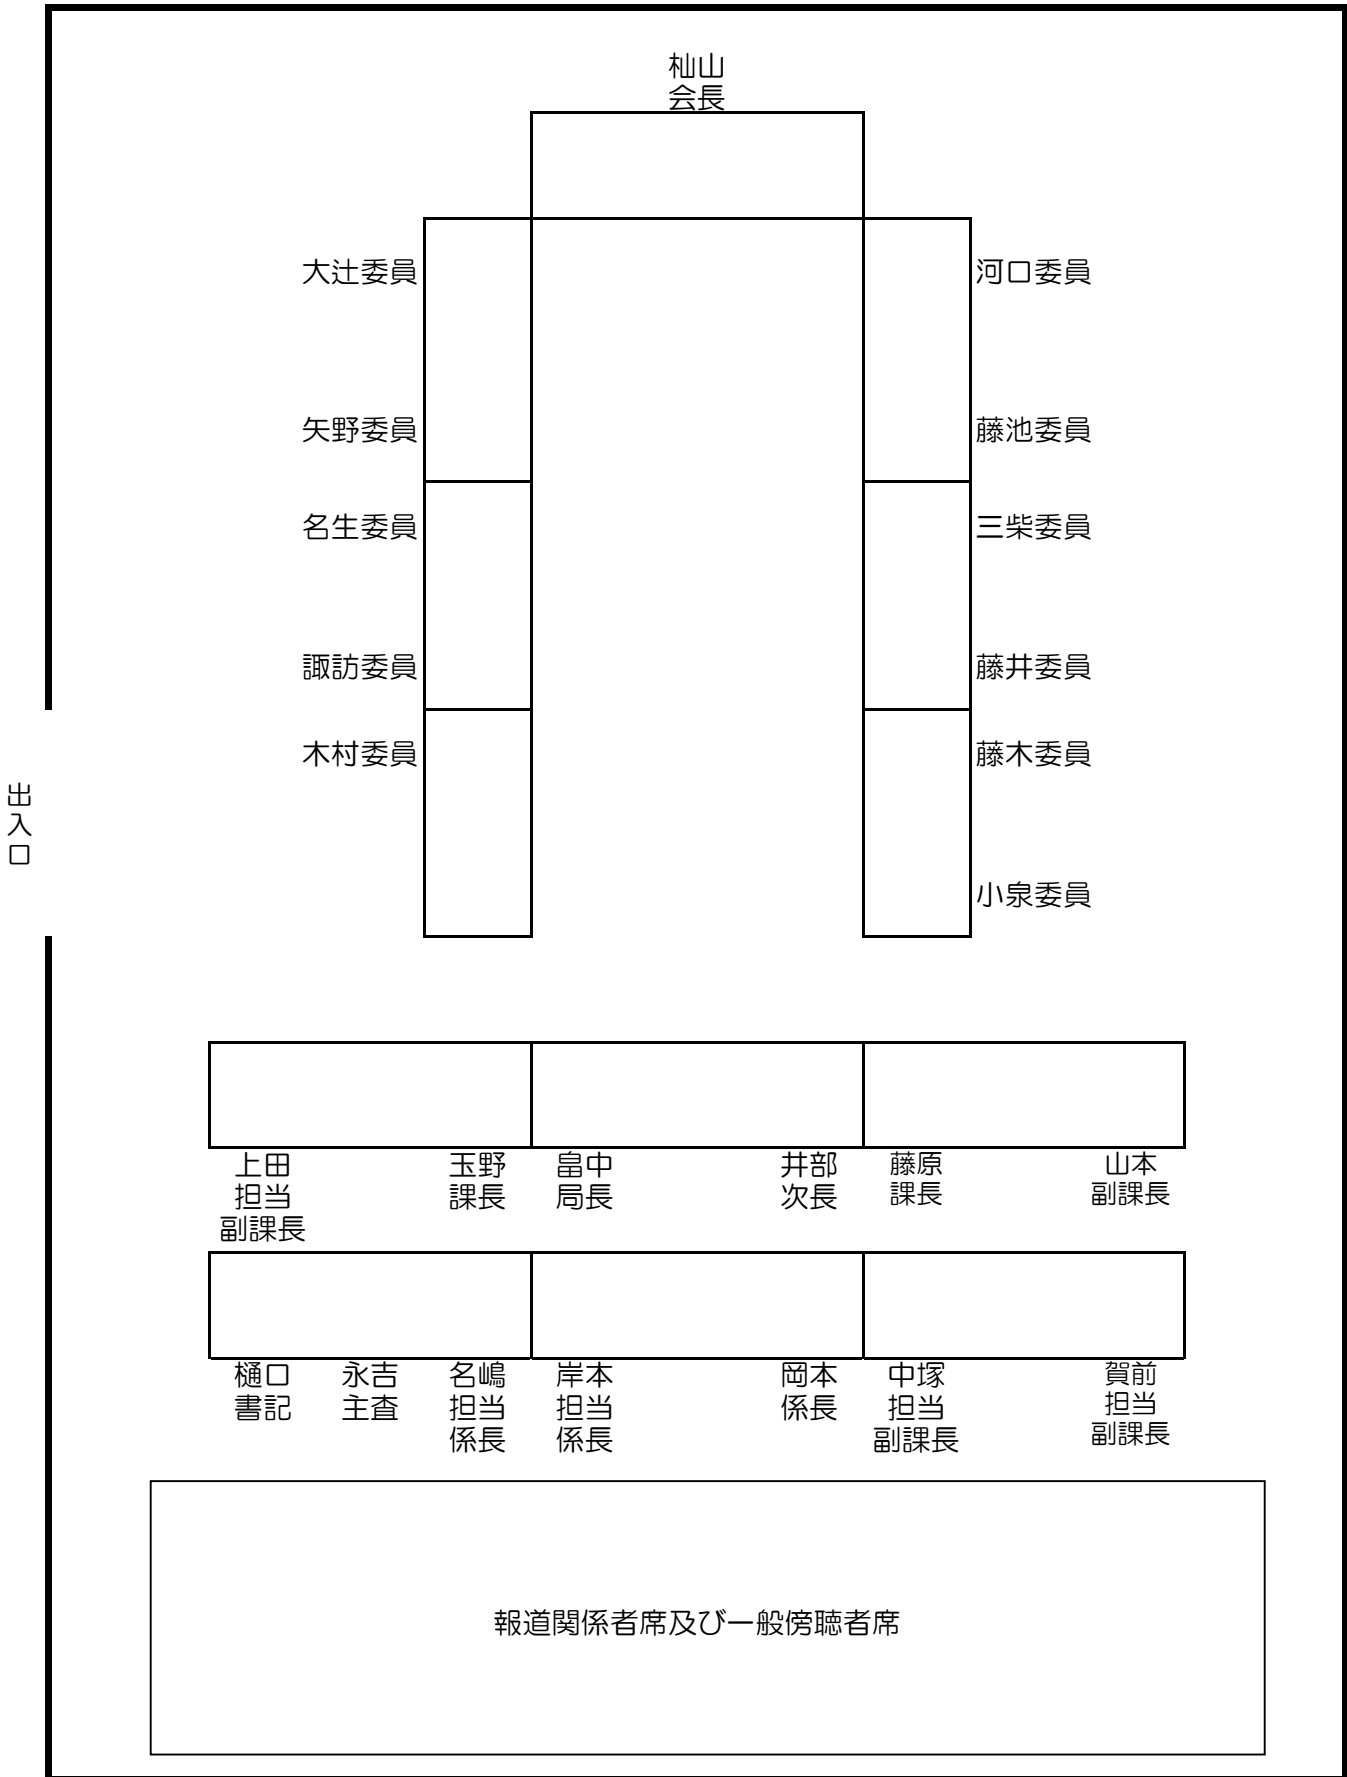 杣山
会長
大辻委員
河口委員
矢野委員
藤池委員
名生委員
三柴委員
諏訪委員
藤井委員
木村委員
藤木委員
出入口
小泉委員
上田
担当
副課長
玉野
課長
畠中
局長
井部
次長
藤原
課長
山本
副課長
樋口
書記
永吉
主査
名嶋
担当
係長
岸本
担当
係長
岡本
係長
中塚
担当
副課長
賀前
担当
副課長
報道関係者席及び一般傍聴者席